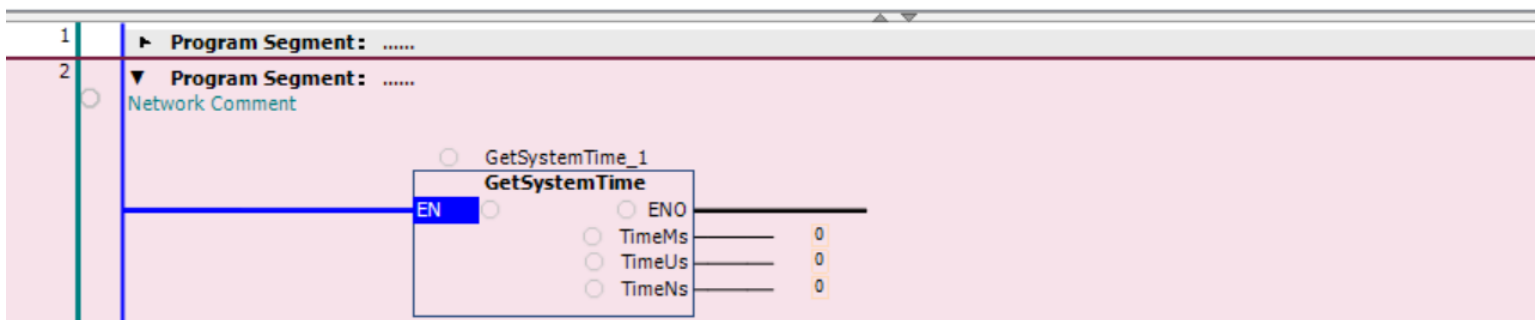 1 Program Segment: ......
2 Program Segment: ......
Network Comment
GetSystemTime_1
GetSystemTime
EN ENO
TimeMs 0
TimeUs 0
TimeNs 0